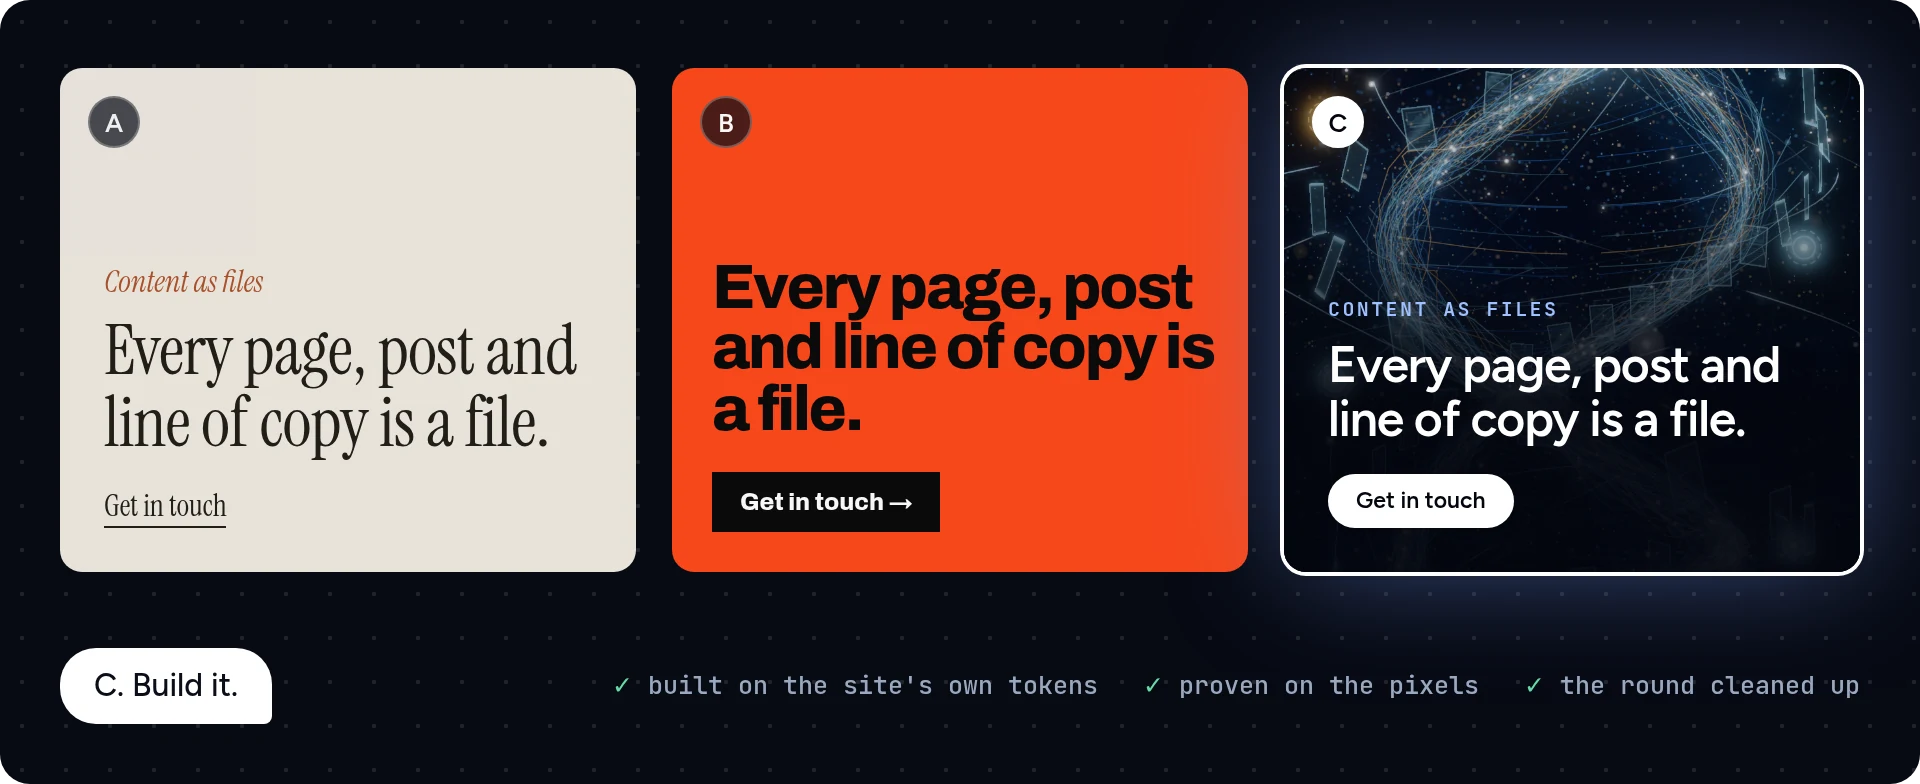 A
Content as files
Every page, post and
line of copy is a file.
Get in touch
B
Every page, post
and line of copy is
a file.
Get in touch →
C
CONTENT AS FILES
Every page, post and
line of copy is a file.
Get in touch
C. Build it.
✓ built on the site's own tokens
✓ proven on the pixels
✓ the round cleaned up